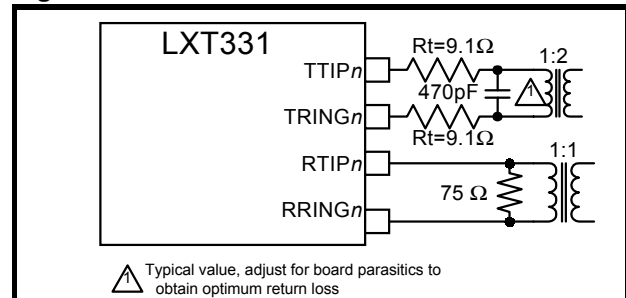 LXT331
Rt=9.1Ω
1:2
TTIPn
470pF
1
TRINGn
Rt=9.1Ω
1:1
RTIPn
75 Ω
RRINGn
1 Typical value, adjust for board parasitics to
obtain optimum return loss